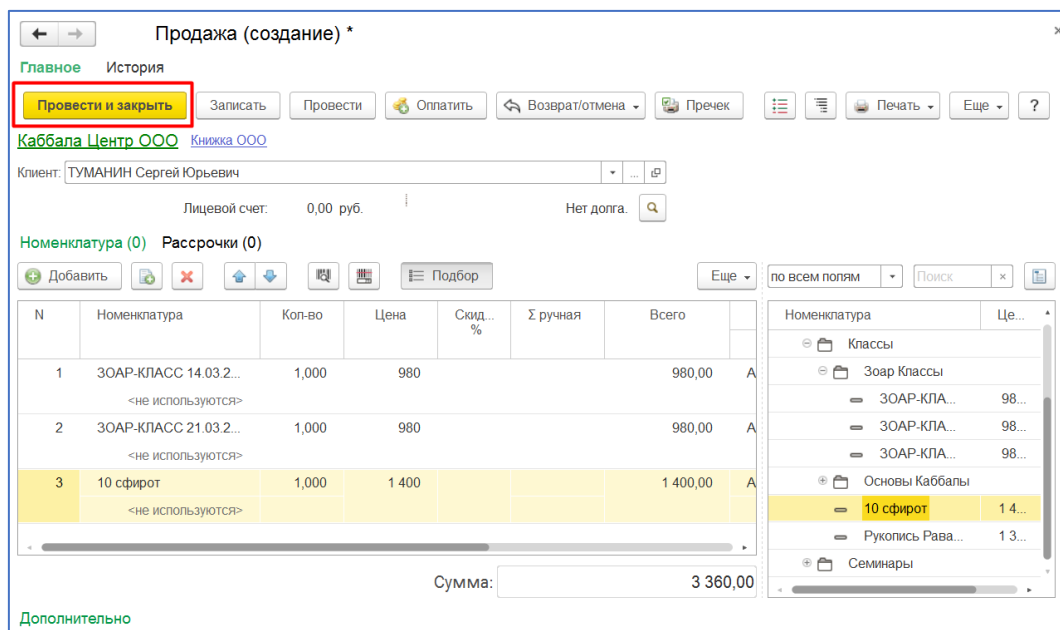 Продажа (создание) *
Главное История
Провести и закрыть Записать Провести Оплатить Возврат/отмена Пречек Печать Еще ?
Каббала Центр ООО Книжка ООО
Клиент: ТУМАНИН Сергей Юрьевич ...
Лицевой счет: 0,00 руб. Нет долга.
Номенклатура (0) Рассрочки (0)
Добавить Подбор Еще по всем полям Поиск ×
N Номенклатура Кол-во Цена Скид... % Σ ручная Всего Номенклатура Це...
Классы
1 ЗОАР-КЛАСС 14.03.2... 1,000 980 980,00 А Зоар Классы
<не используются> ЗОАР-КЛА... 98...
2 ЗОАР-КЛАСС 21.03.2... 1,000 980 980,00 А ЗОАР-КЛА... 98...
<не используются> ЗОАР-КЛА... 98...
3 10 сфирот 1,000 1 400 1 400,00 А Основы Каббалы
<не используются> 10 сфирот 1 4...
Рукопись Рава... 1 3...
Семинары
Сумма: 3 360,00
Дополнительно